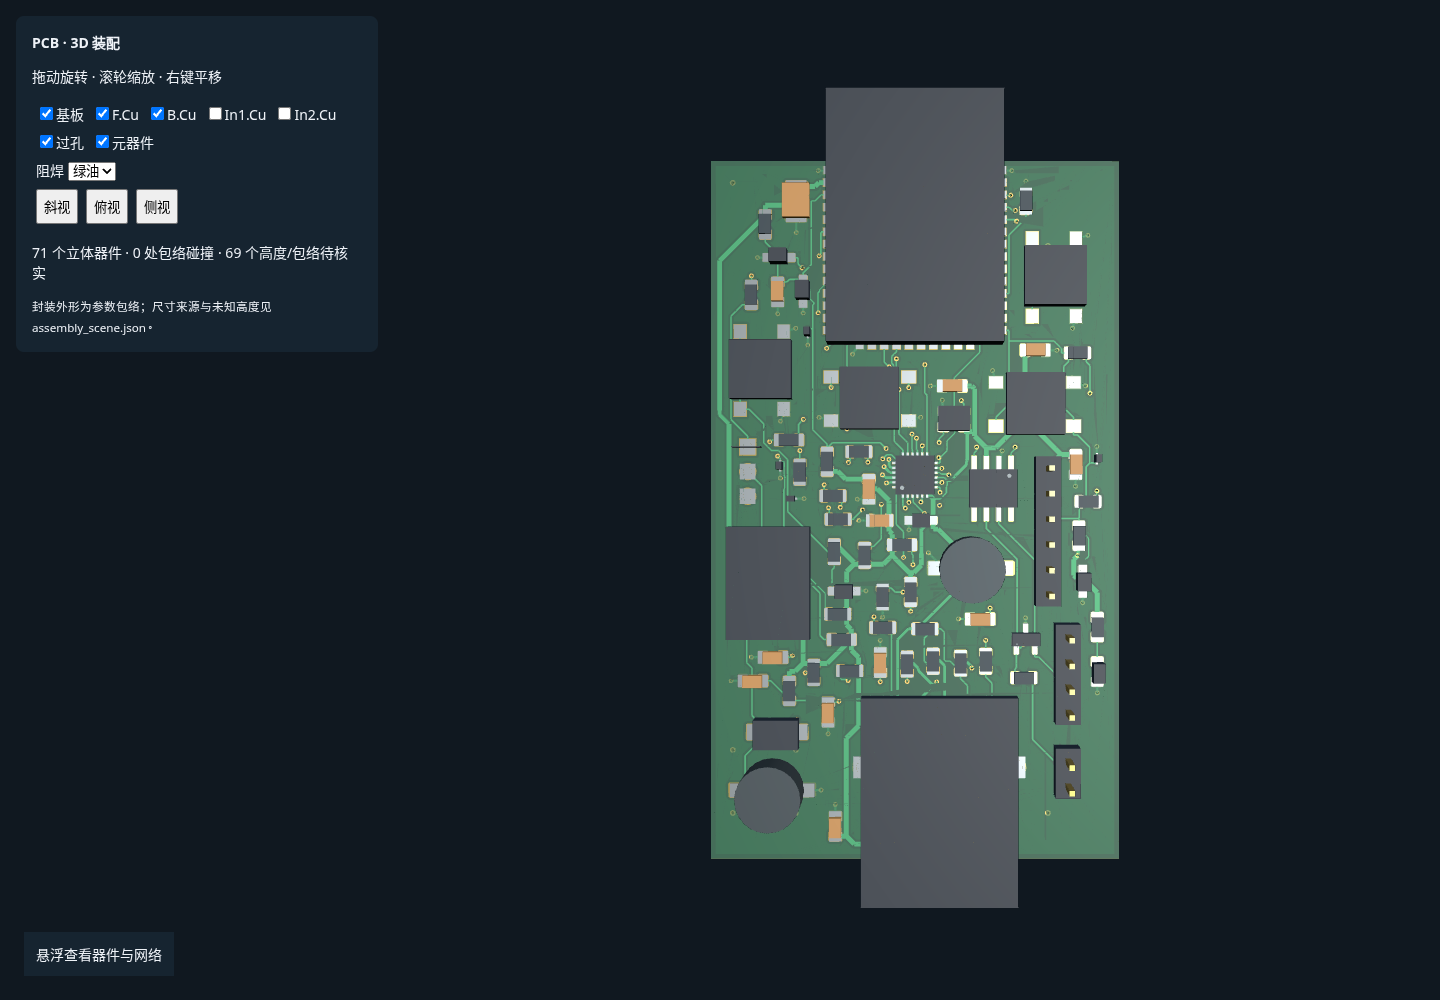 PCB · 3D 装配
拖动旋转 · 滚轮缩放 · 右键平移
基板 F.Cu B.Cu In1.Cu In2.Cu
过孔 元器件
阻焊 绿油
斜视 俯视 侧视
71 个立体器件 · 0 处包络碰撞 · 69 个高度/包络待核
实
封装外形为参数包络；尺寸来源与未知高度见
assembly_scene.json。
悬浮查看器件与网络